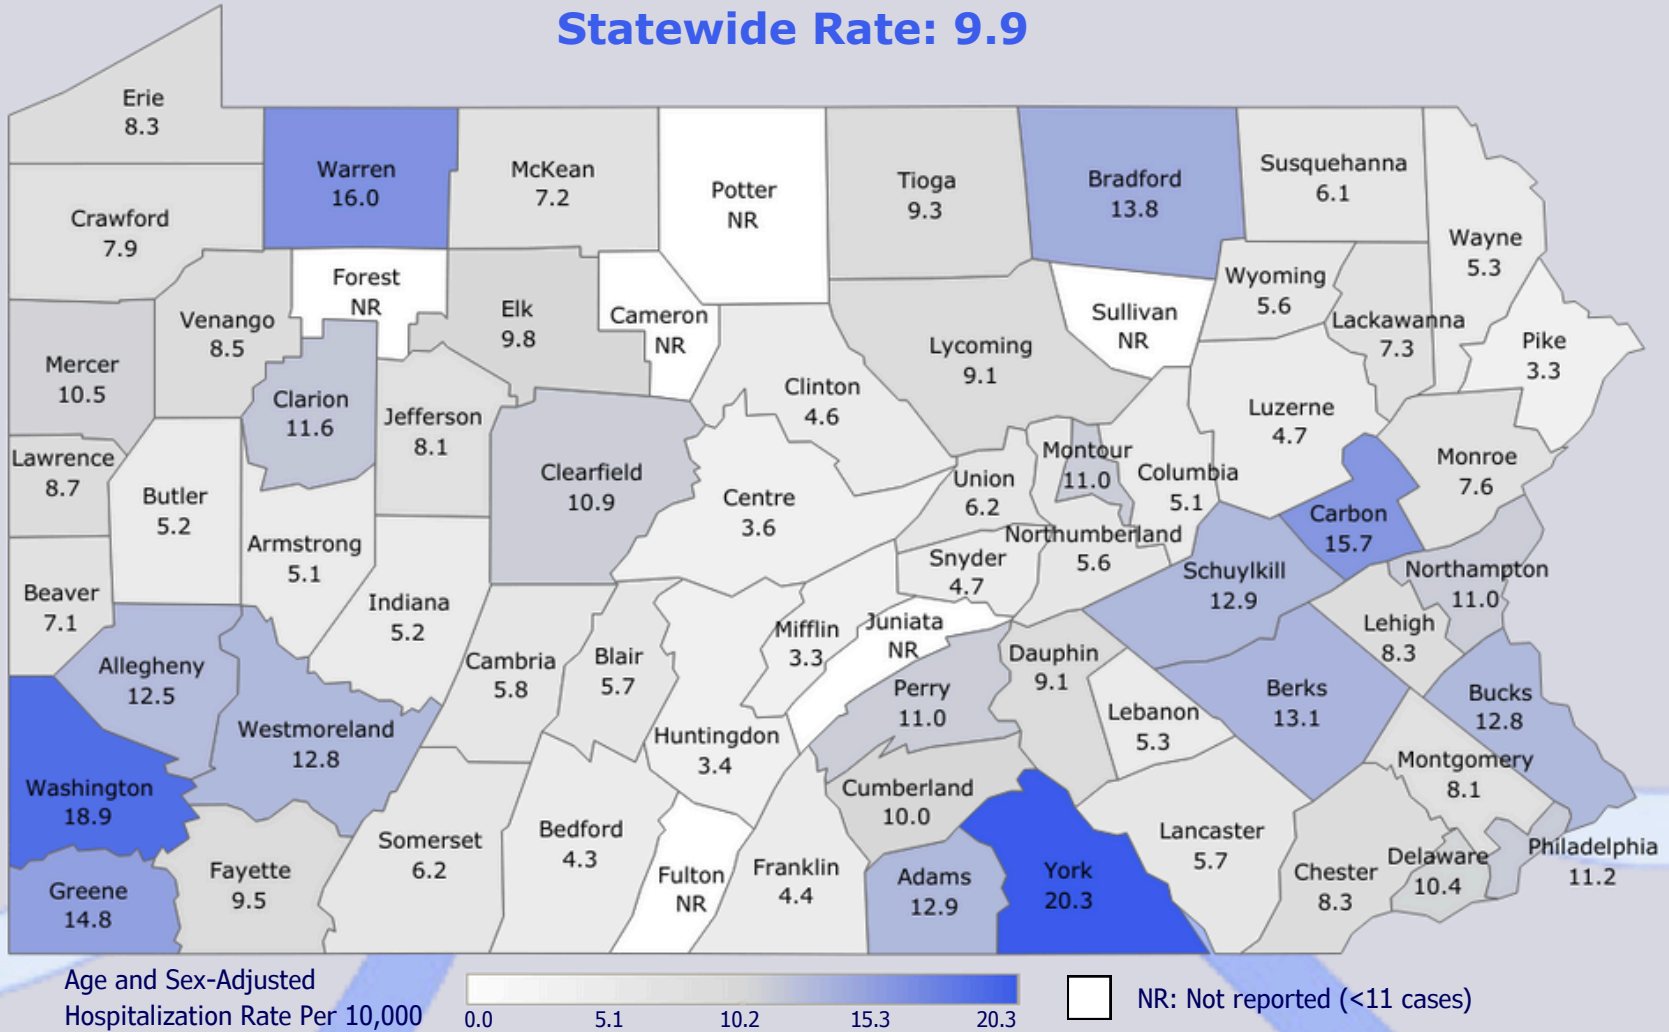 Statewide Rate: 9.9
Erie
8.3
Warren
16.0
McKean
7.2
Potter
NR
Tioga
9.3
Bradford
13.8
Susquehanna
6.1
Wayne
5.3
Crawford
7.9
Forest
NR
Venango
8.5
Elk
9.8
Cameron
NR
Sullivan
NR
Wyoming
5.6
Lackawanna
7.3
Pike
3.3
Mercer
10.5
Clarion
11.6
Jefferson
8.1
Clinton
4.6
Lycoming
9.1
Luzerne
4.7
Lawrence
8.7
Butler
5.2
Clearfield
10.9
Centre
3.6
Union
6.2
Montour
11.0
Columbia
5.1
Monroe
7.6
Carbon
15.7
Armstrong
5.1
Northumberland
5.6
Snyder
4.7
Schuylkill
12.9
Northampton
11.0
Beaver
7.1
Indiana
5.2
Mifflin
3.3
Juniata
NR
Lehigh
8.3
Allegheny
12.5
Cambria
5.8
Blair
5.7
Dauphin
9.1
Perry
11.0
Lebanon
5.3
Berks
13.1
Bucks
12.8
Westmoreland
12.8
Huntingdon
3.4
Washington
18.9
Cumberland
10.0
Montgomery
8.1
Somerset
6.2
Bedford
4.3
Fulton
NR
Franklin
4.4
Lancaster
5.7
Philadelphia
11.2
Greene
14.8
Fayette
9.5
Adams
12.9
York
20.3
Chester
8.3
Delaware
10.4
Age and Sex-Adjusted
Hospitalization Rate Per 10,000
0.0 5.1 10.2 15.3 20.3
NR: Not reported (<11 cases)